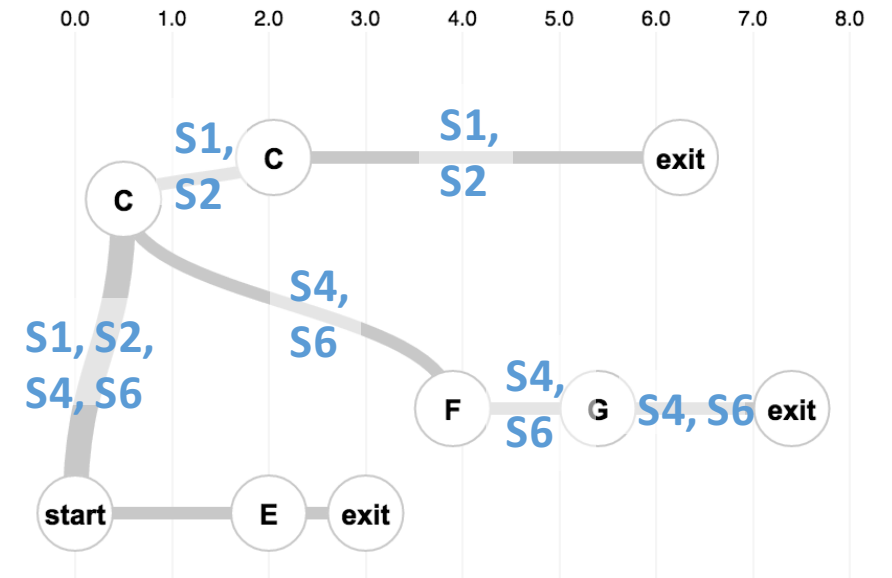 0.0 1.0 2.0 3.0 4.0 5.0 6.0 7.0 8.0
S1,
S2
C
S1,
S2
exit
C
S4,
S6
S1, S2,
S4, S6
F
S4,
S6
G
S4, S6
exit
start
E
exit